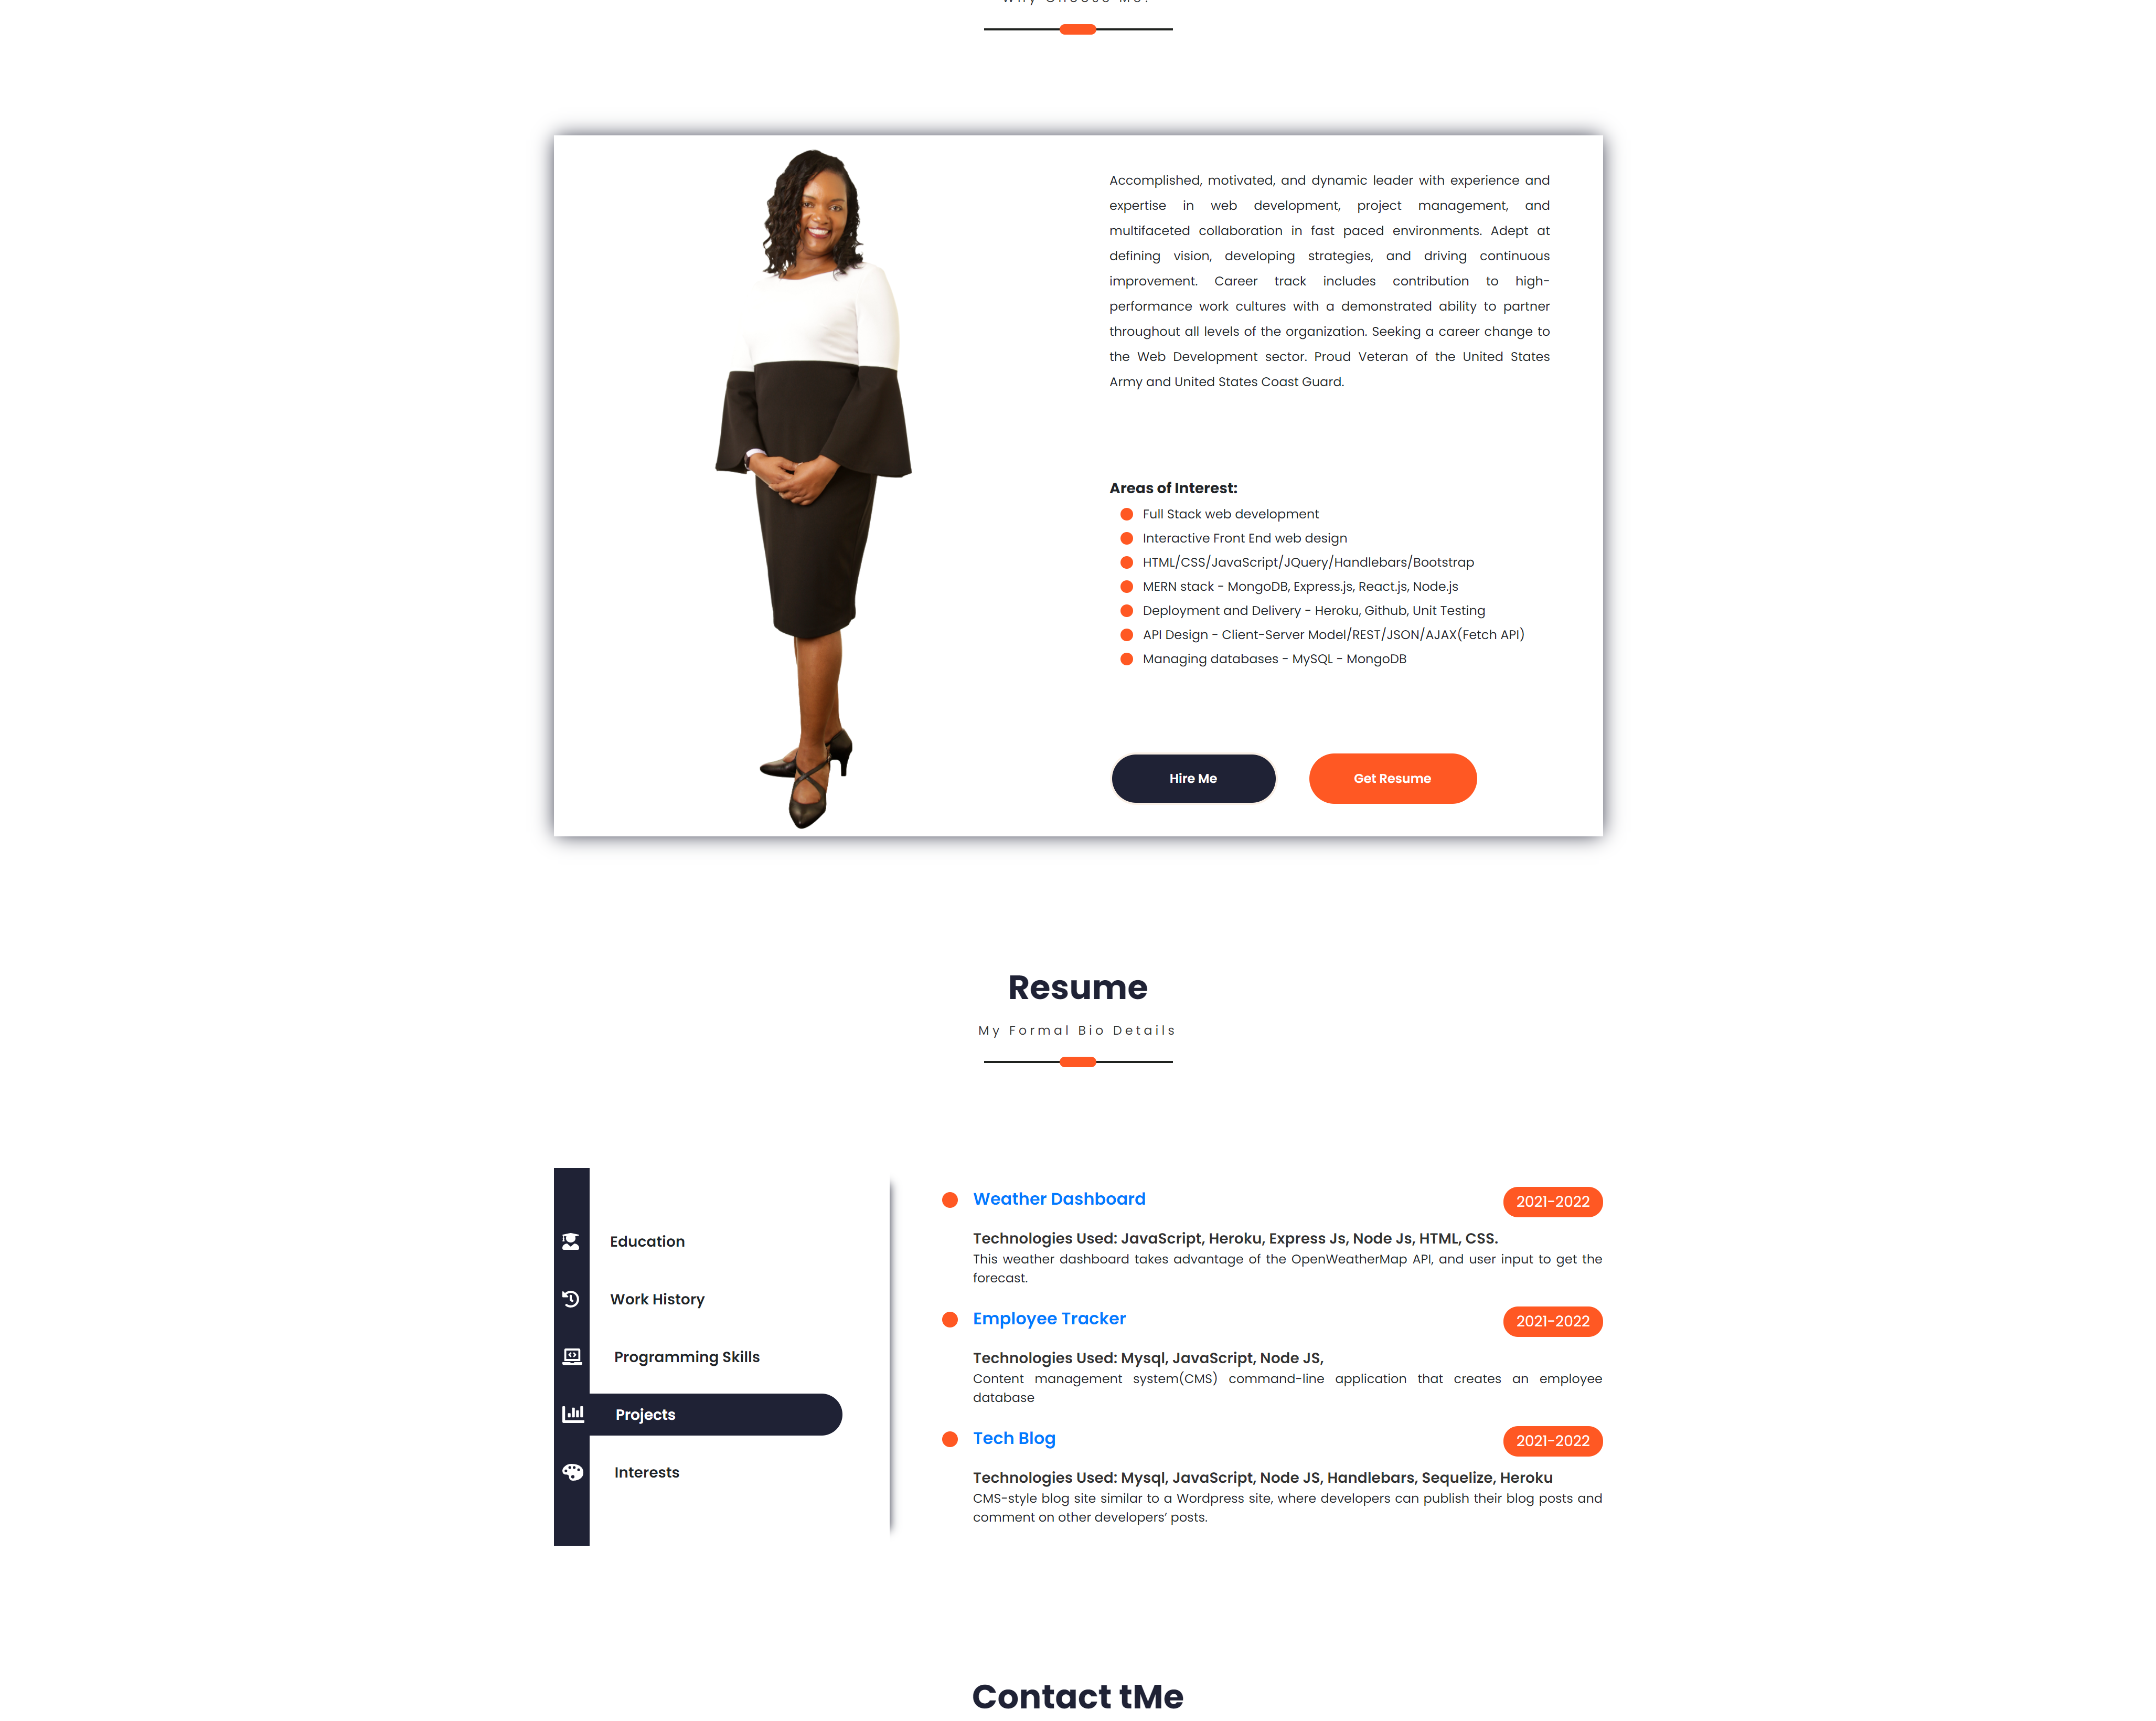 Why Choose Me?
Accomplished, motivated, and dynamic leader with experience and
expertise in web development, project management, and
multifaceted collaboration in fast paced environments. Adept at
defining vision, developing strategies, and driving continuous
improvement. Career track includes contribution to high-
performance work cultures with a demonstrated ability to partner
throughout all levels of the organization. Seeking a career change to
the Web Development sector. Proud Veteran of the United States
Army and United States Coast Guard.
Areas of Interest:
Full Stack web development
Interactive Front End web design
HTML/CSS/JavaScript/JQuery/Handlebars/Bootstrap
MERN stack - MongoDB, Express.js, React.js, Node.js
Deployment and Delivery - Heroku, Github, Unit Testing
API Design - Client-Server Model/REST/JSON/AJAX(Fetch API)
Managing databases - MySQL - MongoDB
Hire Me
Get Resume
Resume
My Formal Bio Details
Education
Work History
Programming Skills
Projects
Interests
Weather Dashboard
2021-2022
Technologies Used: JavaScript, Heroku, Express Js, Node Js, HTML, CSS.
This weather dashboard takes advantage of the OpenWeatherMap API, and user input to get the
forecast.
Employee Tracker
2021-2022
Technologies Used: Mysql, JavaScript, Node JS,
Content management system(CMS) command-line application that creates an employee
database
Tech Blog
2021-2022
Technologies Used: Mysql, JavaScript, Node JS, Handlebars, Sequelize, Heroku
CMS-style blog site similar to a Wordpress site, where developers can publish their blog posts and
comment on other developers’ posts.
Contact tMe